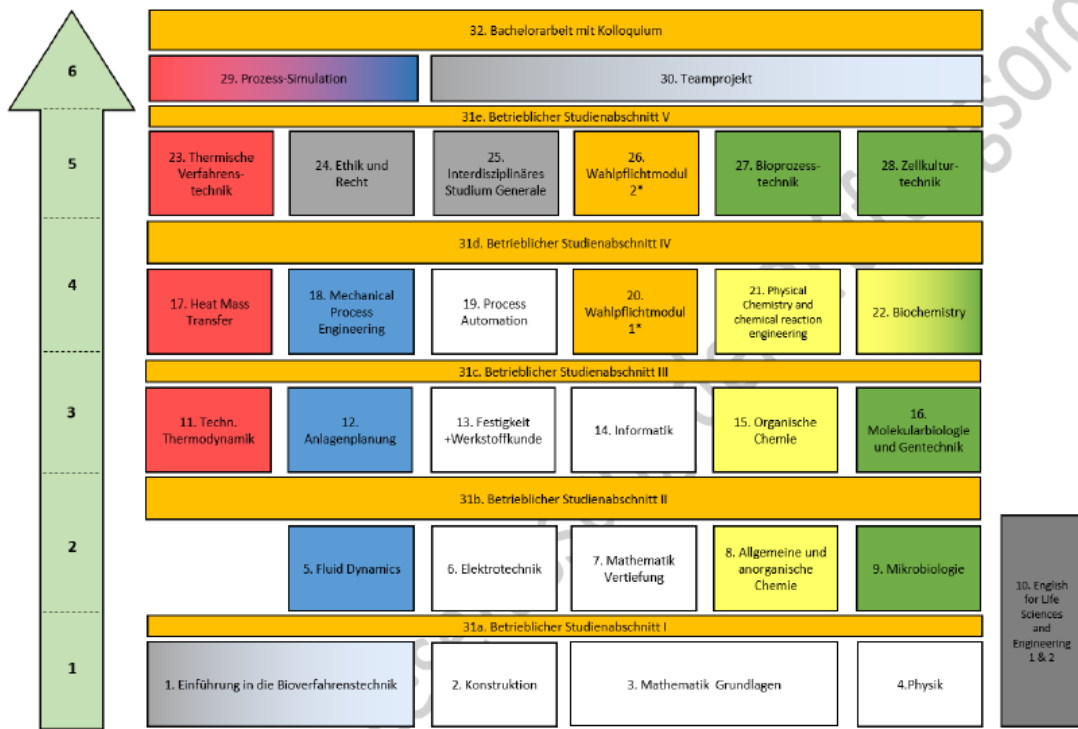 32. Bachelorarbeit mit Kolloquium
6
29. Prozess-Simulation
30. Teamprojekt
31e. Betrieblicher Studienabschnitt V
5
23. Thermische
Verfahrens-
technik
24. Ethik und
Recht
25.
Interdisziplinäres
Studium Generale
26.
Wahlpflichtmodul
2*
27. Bioprozess-
technik
28. Zellkultur-
technik
31d. Betrieblicher Studienabschnitt IV
4
17. Heat Mass
Transfer
18. Mechanical
Process
Engineering
19. Process
Automation
20.
Wahlpflichtmodul
1*
21. Physical
Chemistry and
chemical reaction
engineering
22. Biochemistry
31c. Betrieblicher Studienabschnitt III
3
11. Techn.
Thermodynamik
12.
Anlagenplanung
13. Festigkeit
+Werkstoffkunde
14. Informatik
15. Organische
Chemie
16.
Molekularbiologie
und Gentechnik
31b. Betrieblicher Studienabschnitt II
2
5. Fluid Dynamics
6. Elektrotechnik
7. Mathematik
Vertiefung
8. Allgemeine und
anorganische
Chemie
9. Mikrobiologie
10. English
for Life
Sciences
and
Engineering
1 & 2
31a. Betrieblicher Studienabschnitt I
1
1. Einführung in die Bioverfahrenstechnik
2. Konstruktion
3. Mathematik Grundlagen
4.Physik